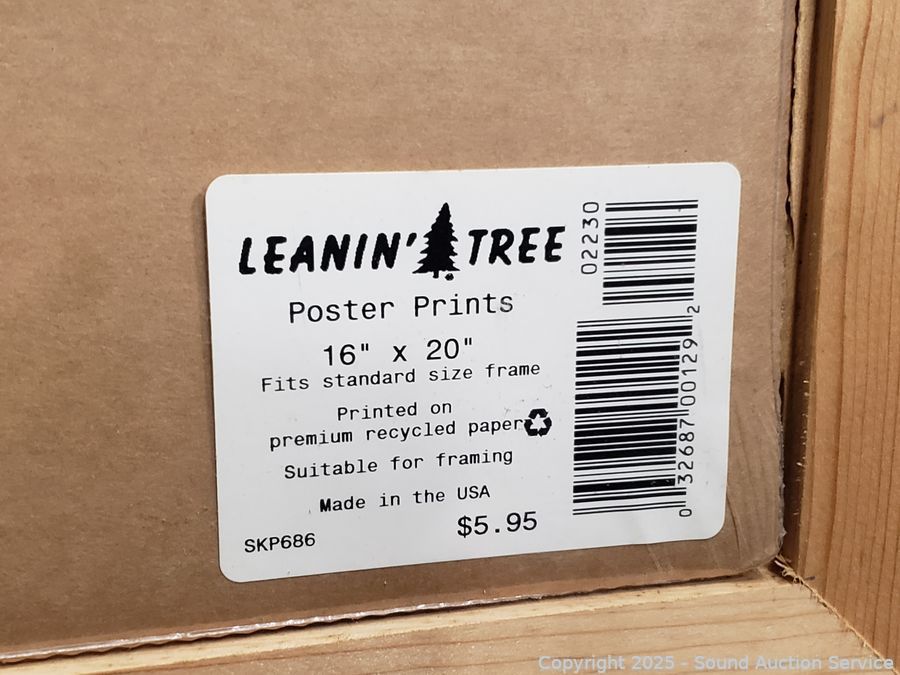 LEANIN' TREE
Poster Prints
16" x 20"
Fits standard size frame
Printed on
premium recycled paper
Suitable for framing
Made in the USA
$5.95
SKP686
02230
0 32687 00129 2
Copyright 2025 - Sound Auction Service